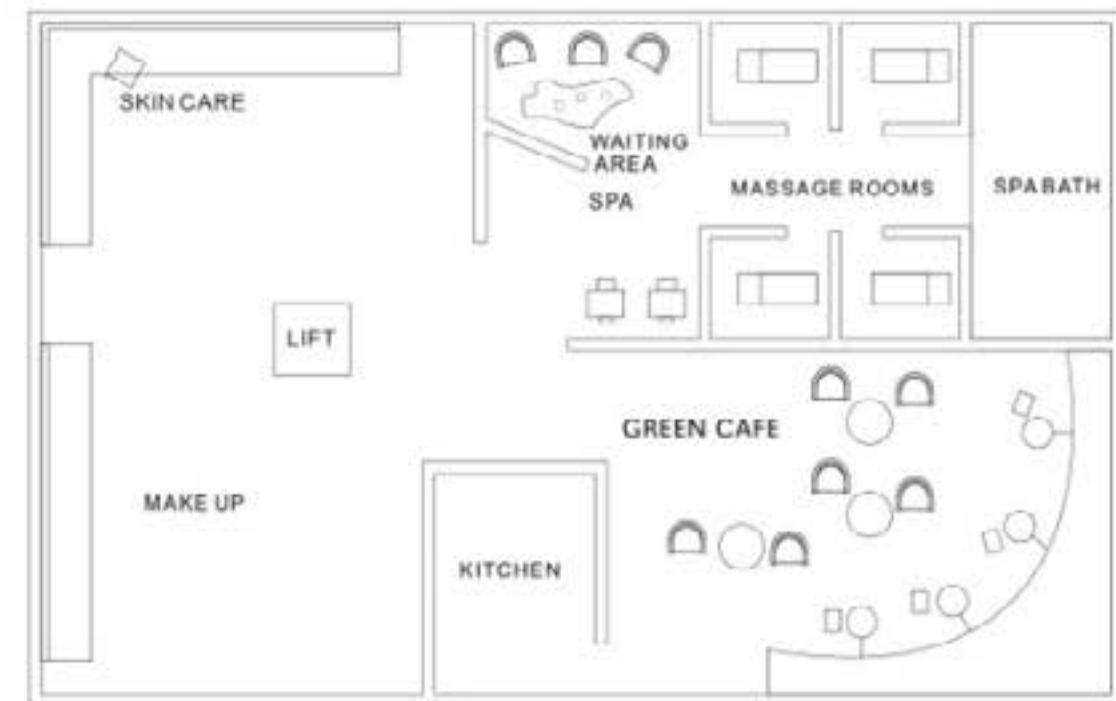 SKIN CARE
WAITING
AREA
SPA
MASSAGE ROOMS
SPA BATH
LIFT
GREEN CAFE
MAKE UP
KITCHEN